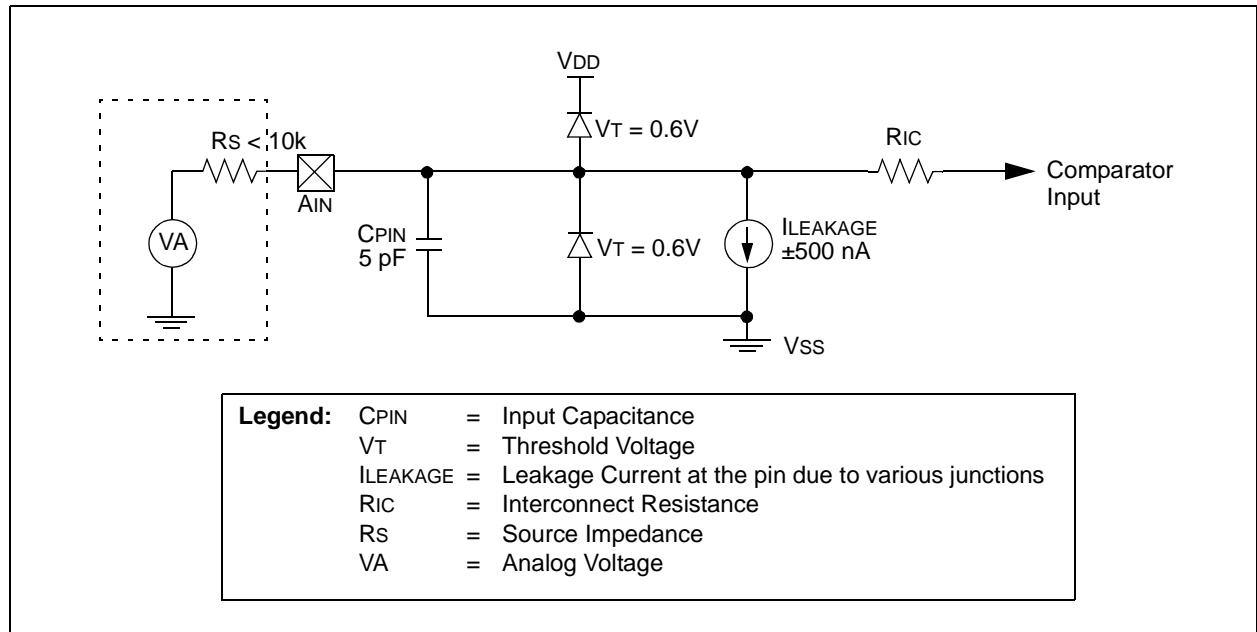 VDD
VT = 0.6V
RS < 10k
RIC
AIN
Comparator
Input
VA
CPIN
5 pF
VT = 0.6V
ILEAKAGE
±500 nA
VSS
Legend: CPIN = Input Capacitance
VT = Threshold Voltage
ILEAKAGE = Leakage Current at the pin due to various junctions
RIC = Interconnect Resistance
RS = Source Impedance
VA = Analog Voltage